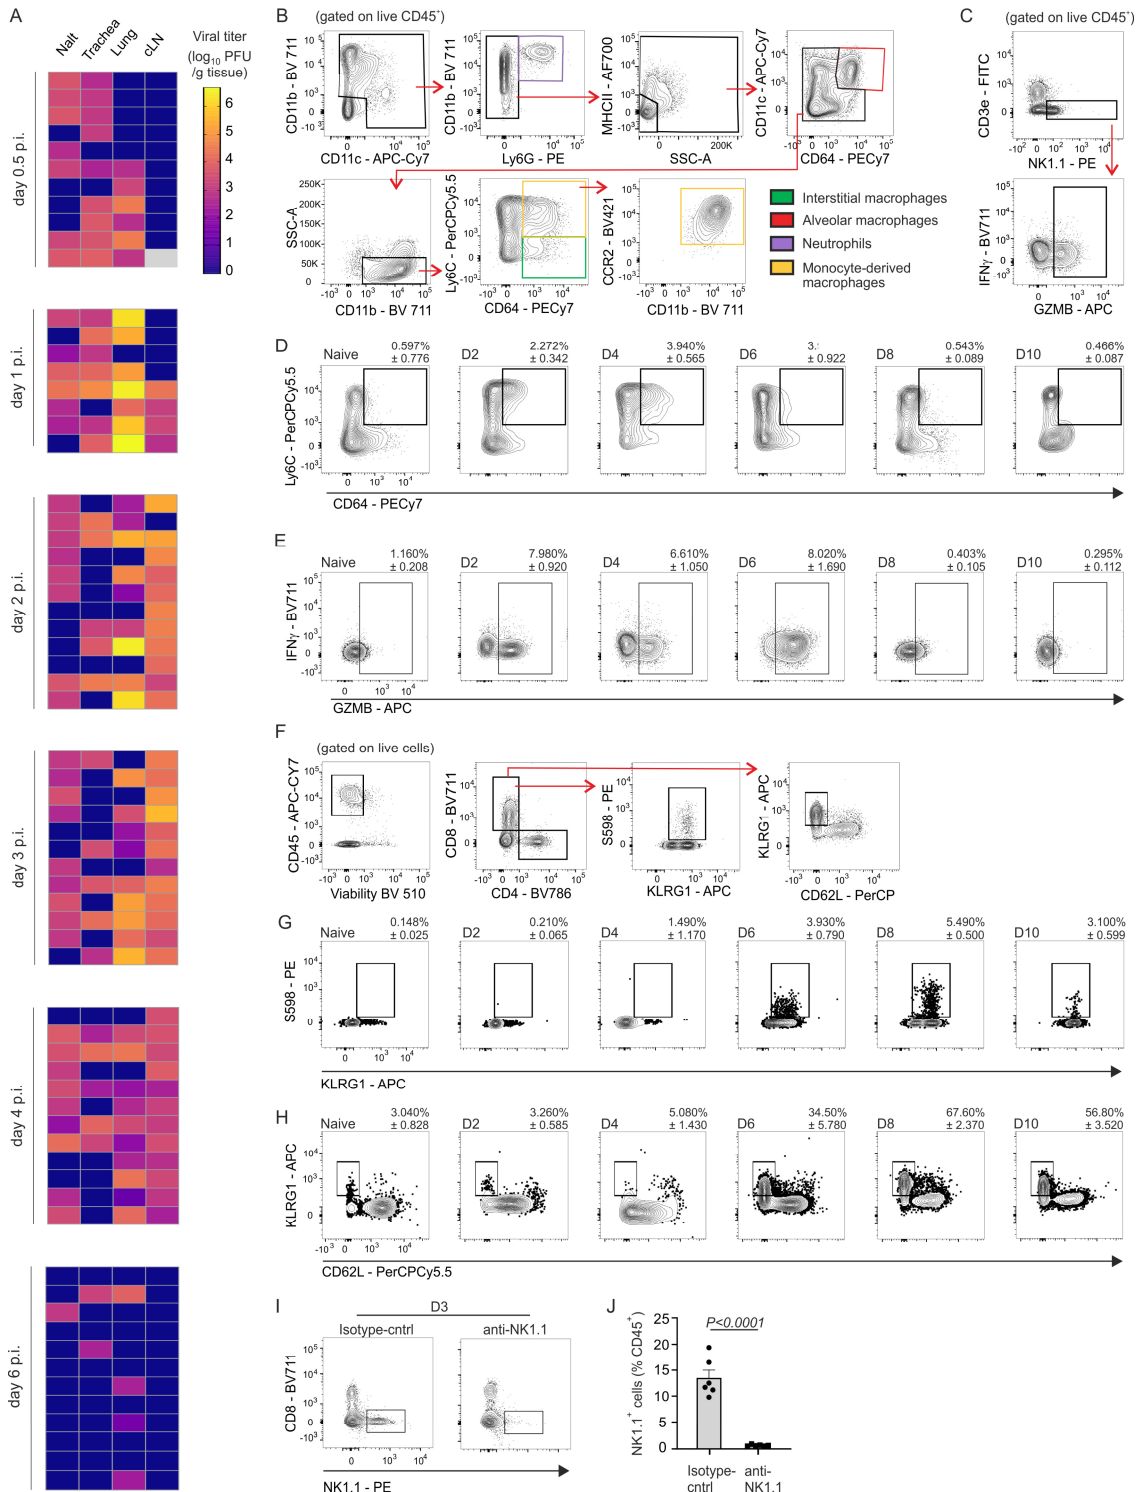 A
Nalt
Trachea
Lung
cLN
Viral titer
(log10 PFU
/g tissue)
6
5
4
3
2
1
0
day 0.5 p.i.
day 1 p.i.
day 2 p.i.
day 3 p.i.
day 4 p.i.
day 6 p.i.
B
(gated on live CD45+)
CD11b - BV 711
CD11c - APC-Cy7
CD11b - BV 711
Ly6G - PE
MHCII - AF700
SSC-A
CD11c - APC-Cy7
CD64 - PECy7
SSC-A
CD11b - BV 711
Ly6C - PerCPCy5.5
CD64 - PECy7
CCR2 - BV421
CD11b - BV 711
Interstitial macrophages
Alveolar macrophages
Neutrophils
Monocyte-derived
macrophages
C
(gated on live CD45+)
CD3e - FITC
NK1.1 - PE
IFNγ - BV711
GZMB - APC
D
Naive 0.597% ± 0.776
D2 2.272% ± 0.342
D4 3.940% ± 0.565
D6 3. ± 0.922
D8 0.543% ± 0.089
D10 0.466% ± 0.087
Ly6C - PerCPCy5.5
CD64 - PECy7
E
Naive 1.160% ± 0.208
D2 7.980% ± 0.920
D4 6.610% ± 1.050
D6 8.020% ± 1.690
D8 0.403% ± 0.105
D10 0.295% ± 0.112
IFNγ - BV711
GZMB - APC
F
(gated on live cells)
CD45 - APC-CY7
Viability BV 510
CD8 - BV711
CD4 - BV786
S598 - PE
KLRG1 - APC
KLRG1 - APC
CD62L - PerCP
G
Naive 0.148% ± 0.025
D2 0.210% ± 0.065
D4 1.490% ± 1.170
D6 3.930% ± 0.790
D8 5.490% ± 0.500
D10 3.100% ± 0.599
S598 - PE
KLRG1 - APC
H
Naive 3.040% ± 0.828
D2 3.260% ± 0.585
D4 5.080% ± 1.430
D6 34.50% ± 5.780
D8 67.60% ± 2.370
D10 56.80% ± 3.520
KLRG1 - APC
CD62L - PerCPCy5.5
I
D3
Isotype-cntrl
anti-NK1.1
CD8 - BV711
NK1.1 - PE
J
NK1.1+ cells (% CD45+)
25
20
15
10
5
0
P<0.0001
Isotype-
cntrl
anti-
NK1.1